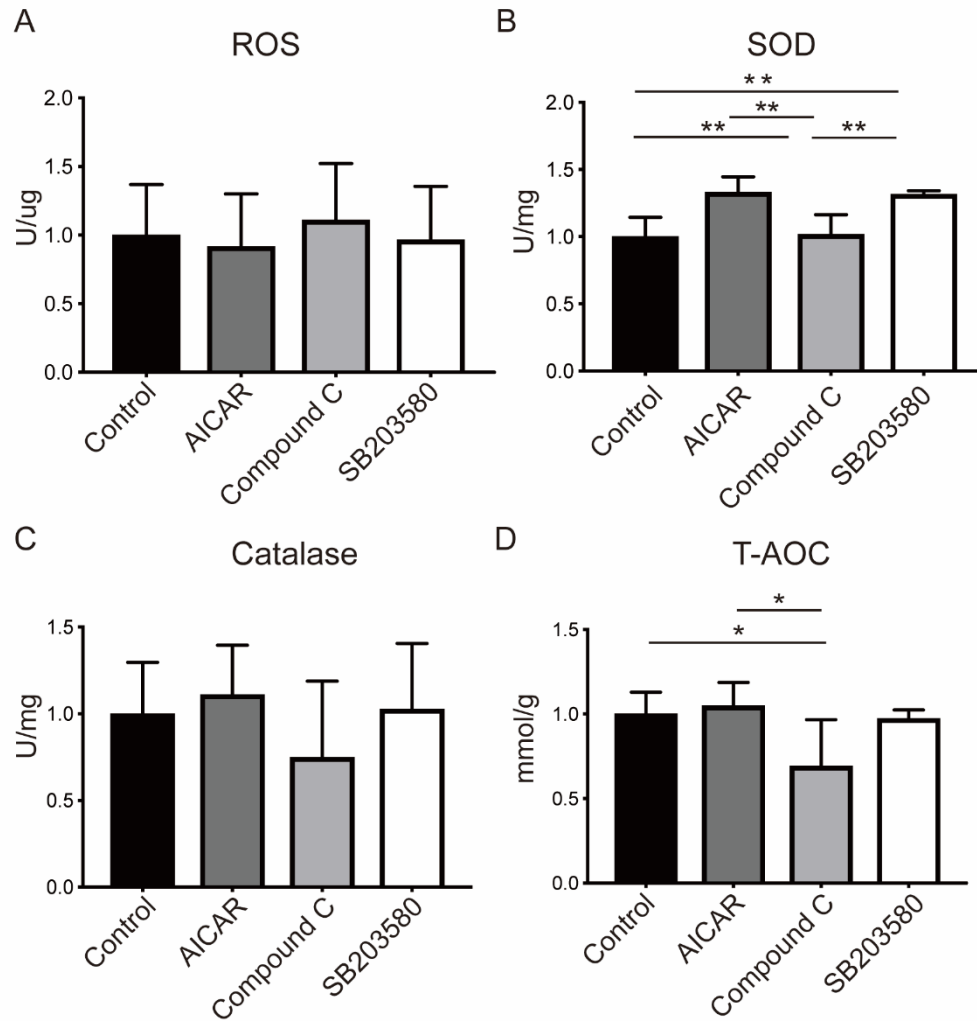 A
ROS
U/ug
2.0
1.5
1.0
0.5
0.0
Control
AICAR
Compound C
SB203580
B
SOD
U/mg
2.0
1.5
1.0
0.5
0.0
**
**
**
**
Control
AICAR
Compound C
SB203580
C
Catalase
U/mg
1.5
1.0
0.5
0.0
Control
AICAR
Compound C
SB203580
D
T-AOC
mmol/g
1.5
1.0
0.5
0.0
*
*
Control
AICAR
Compound C
SB203580